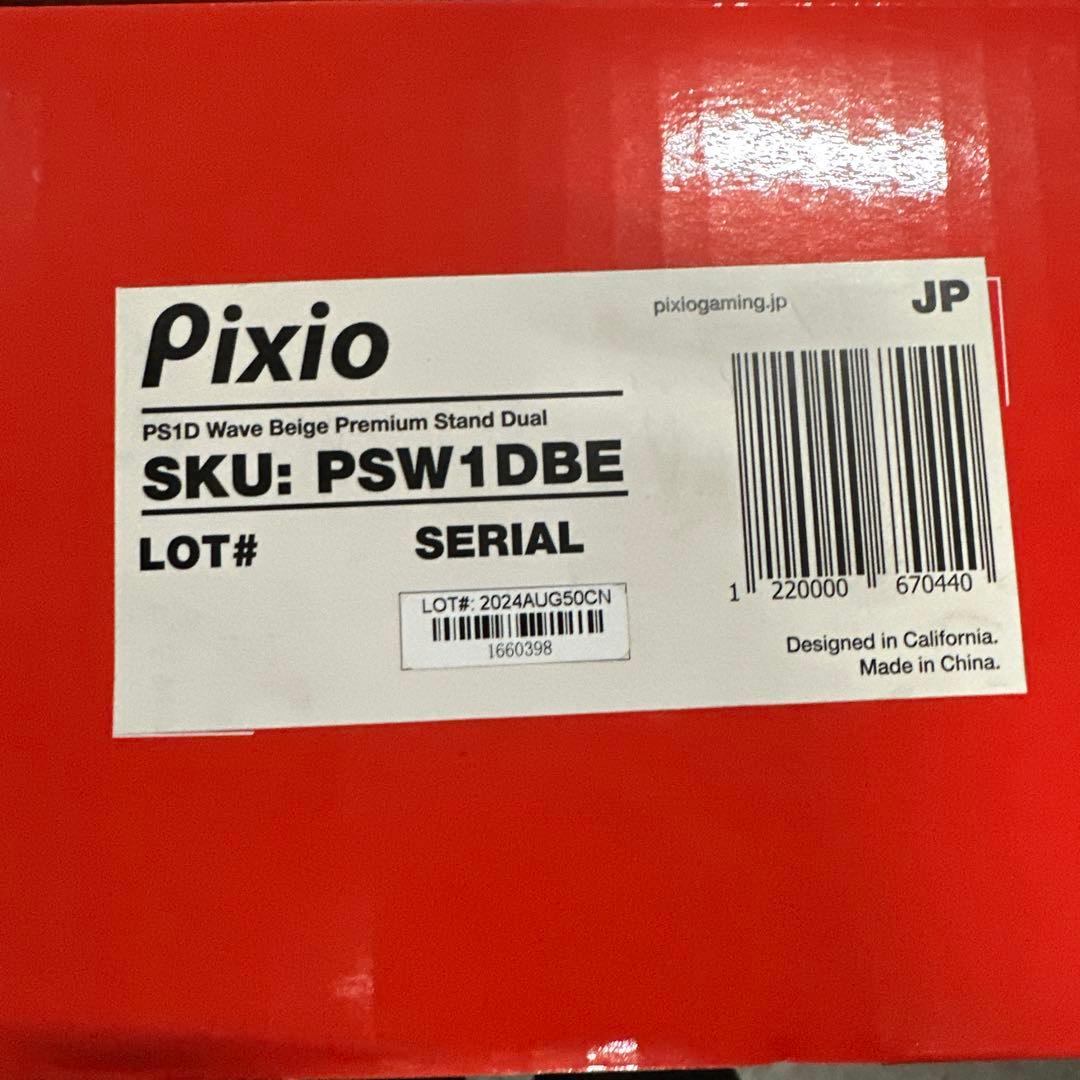 Pixio
pixiogaming.jp
JP
PS1D Wave Beige Premium Stand Dual
SKU: PSW1DBE
LOT#
SERIAL
LOT#: 2024AUG50CN
1660398
1 220000 670440
Designed in California.
Made in China.